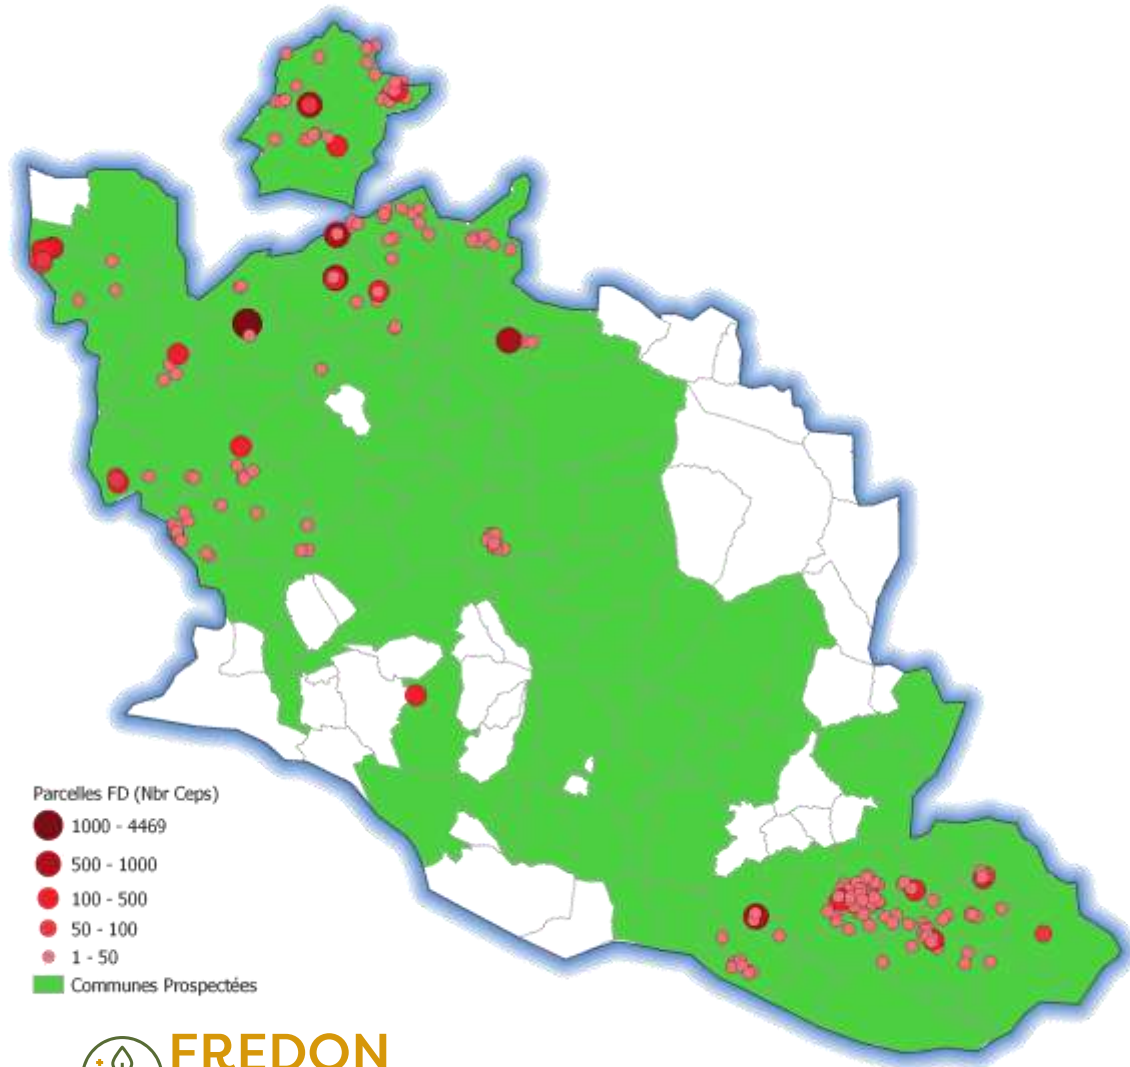 Parcelles FD (Nbr Ceps)
1000 - 4469
500 - 1000
100 - 500
50 - 100
1 - 50
Communes Prospectées
FREDON